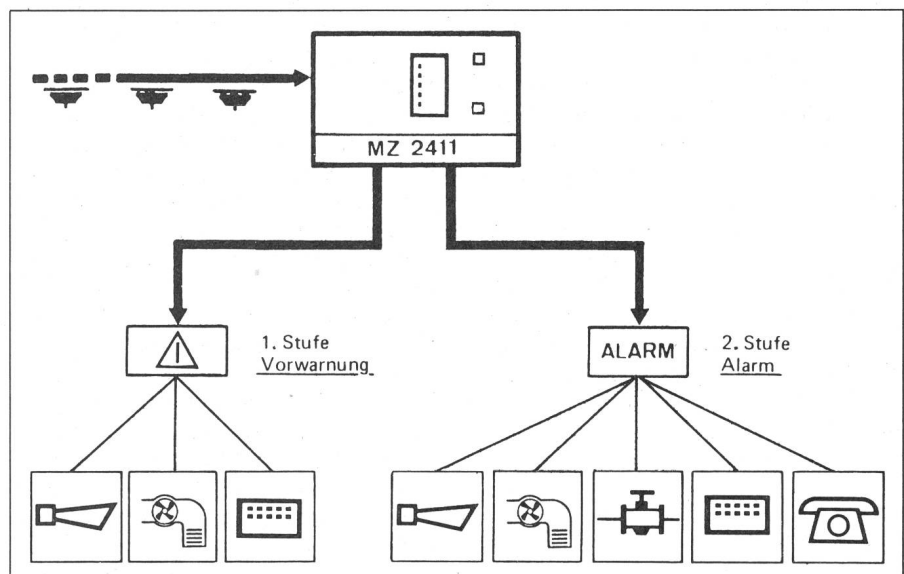 MZ 2411
1. Stufe
Vorwarnung
ALARM
2. Stufe
Alarm